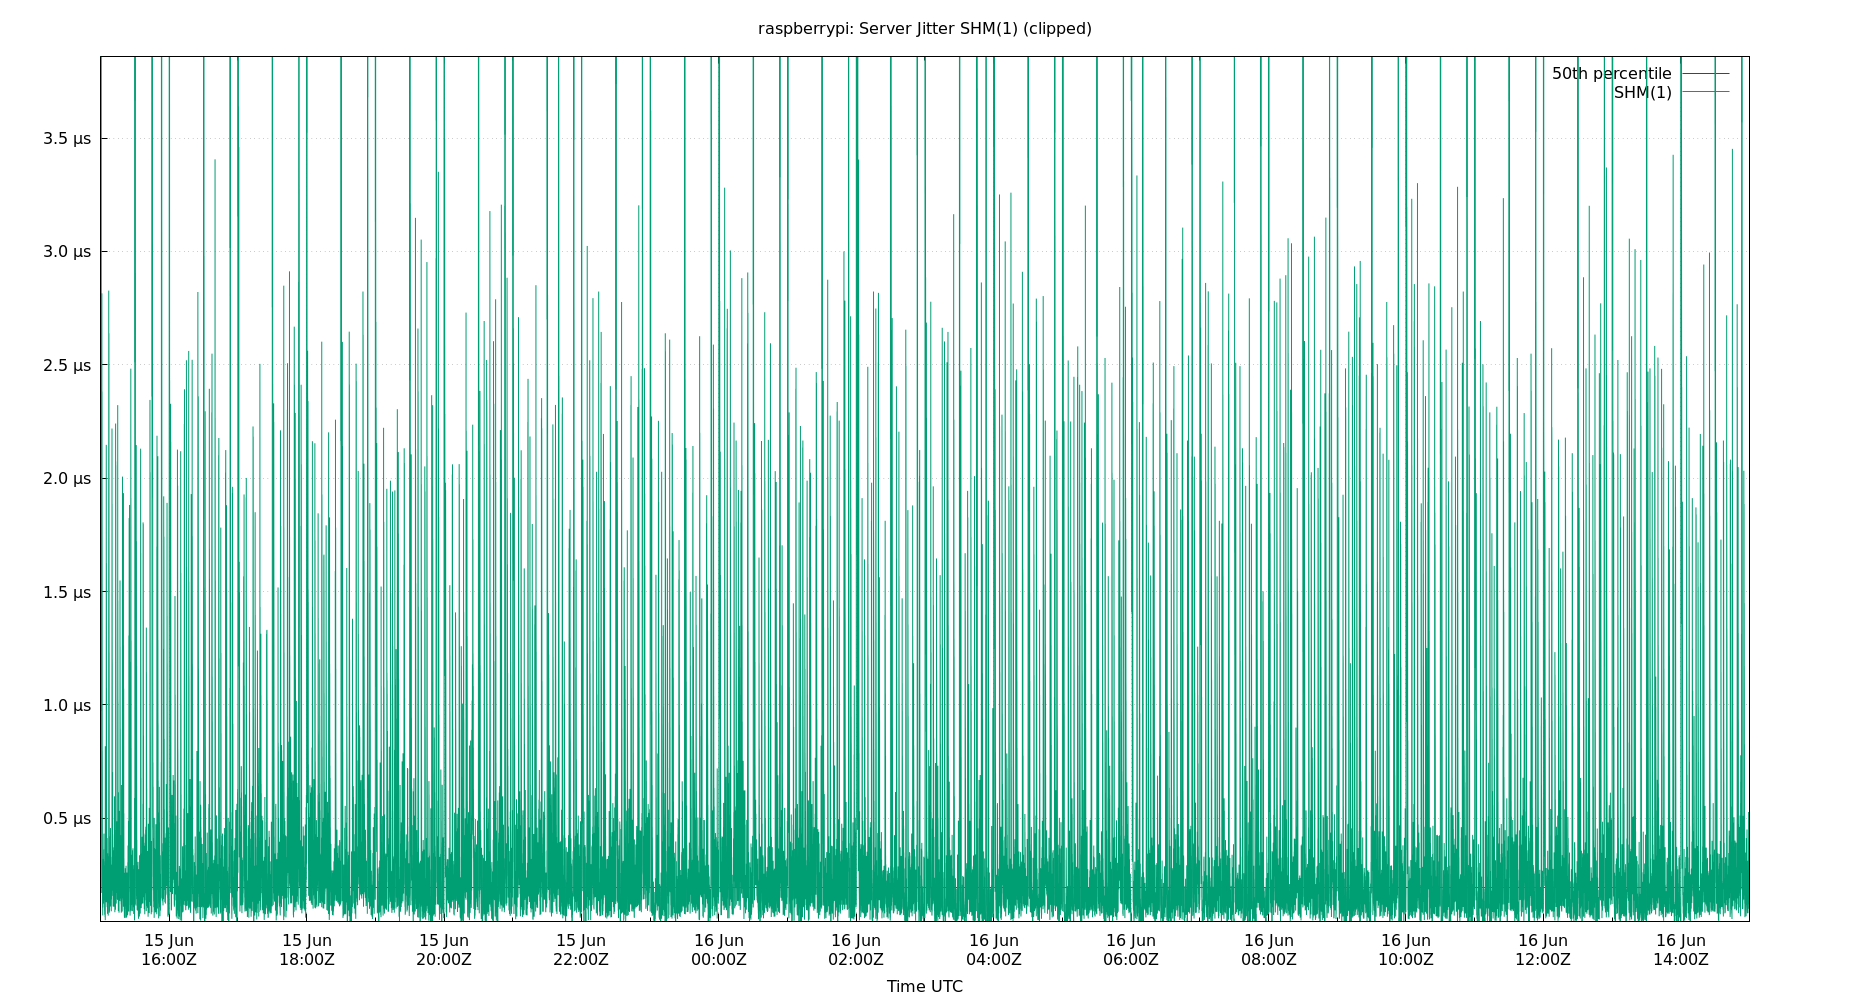 raspberrypi: Server Jitter SHM(1) (clipped)
50th percentile
SHM(1)
3.5 μs
3.0 μs
2.5 μs
2.0 μs
1.5 μs
1.0 μs
0.5 μs
15 Jun 15 Jun 15 Jun 15 Jun 16 Jun 16 Jun 16 Jun 16 Jun 16 Jun 16 Jun 16 Jun 16 Jun
16:00Z 18:00Z 20:00Z 22:00Z 00:00Z 02:00Z 04:00Z 06:00Z 08:00Z 10:00Z 12:00Z 14:00Z
Time UTC